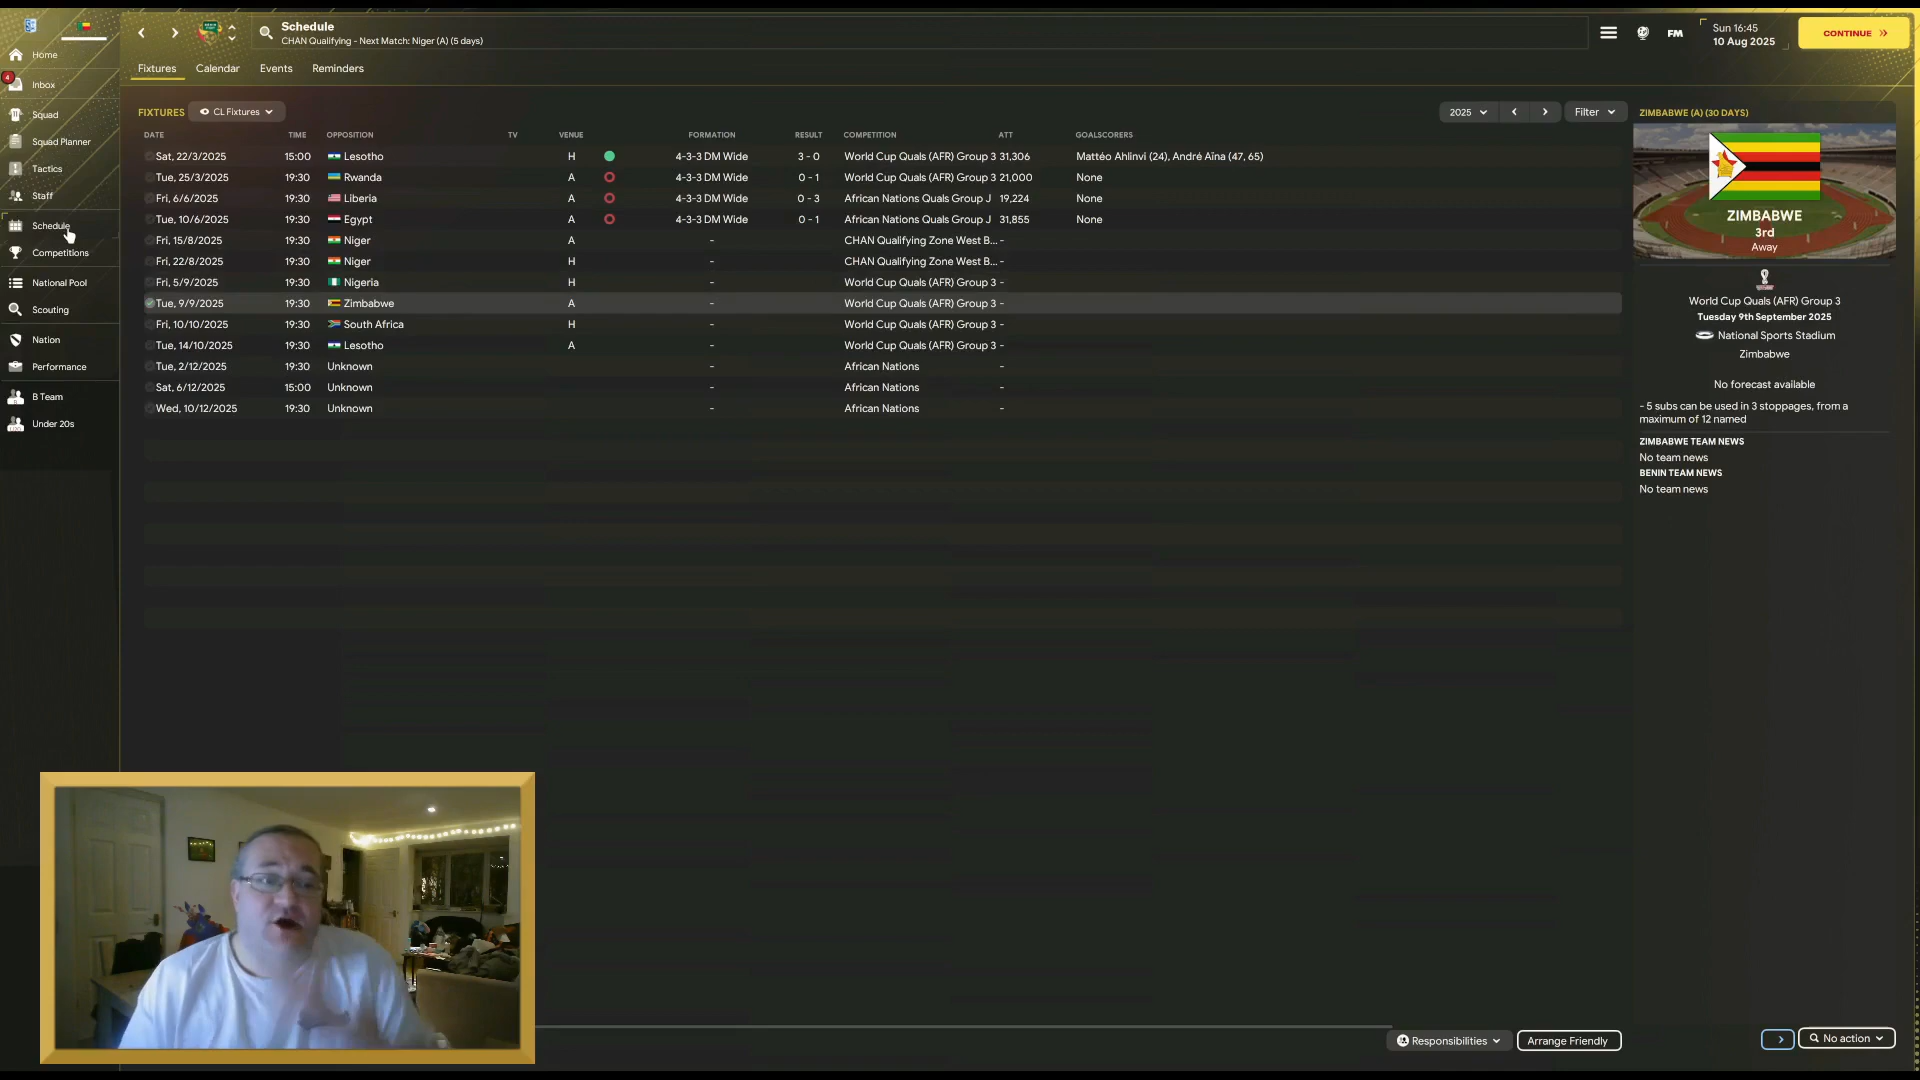 Schedule
CHAN Qualifying - Next Match: Niger (A) (5 days)
FM
Sun 16:45
10 Aug 2025
CONTINUE
Home
4
Inbox
Squad
Squad Planner
Tactics
Staff
Schedule
Competitions
National Pool
Scouting
Nation
Performance
B Team
Under 20s
Fixtures Calendar Events Reminders
FIXTURES CL Fixtures 2025 Filter
DATE TIME OPPOSITION TV VENUE FORMATION RESULT COMPETITION ATT GOALSCORERS
Sat, 22/3/2025 15:00 Lesotho H 4-3-3 DM Wide 3 - 0 World Cup Quals (AFR) Group 3 31,306 Mattéo Ahlinvi (24), André Aïna (47, 65)
Tue, 25/3/2025 19:30 Rwanda A 4-3-3 DM Wide 0 - 1 World Cup Quals (AFR) Group 3 21,000 None
Fri, 6/6/2025 19:30 Liberia A 4-3-3 DM Wide 0 - 3 African Nations Quals Group J 19,224 None
Tue, 10/6/2025 19:30 Egypt A 4-3-3 DM Wide 0 - 1 African Nations Quals Group J 31,855 None
Fri, 15/8/2025 19:30 Niger A - CHAN Qualifying Zone West B... -
Fri, 22/8/2025 19:30 Niger H - CHAN Qualifying Zone West B... -
Fri, 5/9/2025 19:30 Nigeria H - World Cup Quals (AFR) Group 3 -
Tue, 9/9/2025 19:30 Zimbabwe A - World Cup Quals (AFR) Group 3 -
Fri, 10/10/2025 19:30 South Africa H - World Cup Quals (AFR) Group 3 -
Tue, 14/10/2025 19:30 Lesotho A - World Cup Quals (AFR) Group 3 -
Tue, 2/12/2025 19:30 Unknown - African Nations -
Sat, 6/12/2025 15:00 Unknown - African Nations -
Wed, 10/12/2025 19:30 Unknown - African Nations -
ZIMBABWE (A) (30 DAYS)
ZIMBABWE
3rd
Away
World Cup Quals (AFR) Group 3
Tuesday 9th September 2025
National Sports Stadium
Zimbabwe
No forecast available
- 5 subs can be used in 3 stoppages, from a
maximum of 12 named
ZIMBABWE TEAM NEWS
No team news
BENIN TEAM NEWS
No team news
Responsibilities Arrange Friendly No action